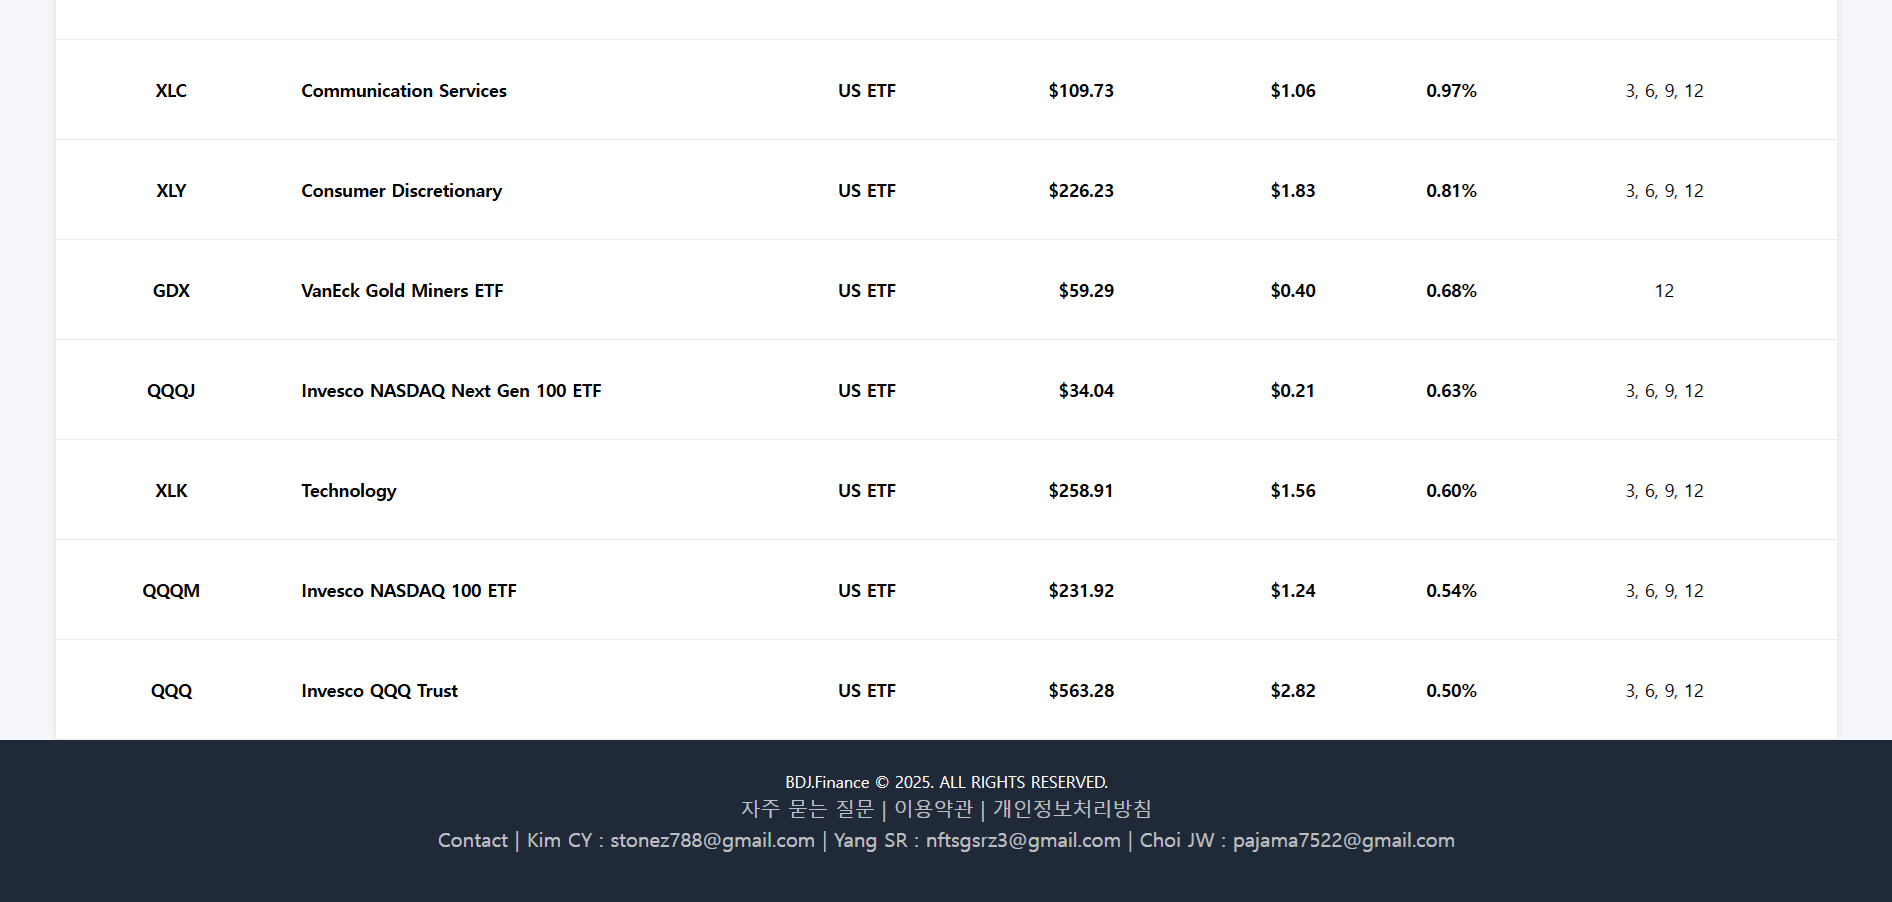 XLC Communication Services US ETF $109.73 $1.06 0.97% 3, 6, 9, 12
XLY Consumer Discretionary US ETF $226.23 $1.83 0.81% 3, 6, 9, 12
GDX VanEck Gold Miners ETF US ETF $59.29 $0.40 0.68% 12
QQQJ Invesco NASDAQ Next Gen 100 ETF US ETF $34.04 $0.21 0.63% 3, 6, 9, 12
XLK Technology US ETF $258.91 $1.56 0.60% 3, 6, 9, 12
QQQM Invesco NASDAQ 100 ETF US ETF $231.92 $1.24 0.54% 3, 6, 9, 12
QQQ Invesco QQQ Trust US ETF $563.28 $2.82 0.50% 3, 6, 9, 12
BDJ.Finance © 2025. ALL RIGHTS RESERVED.
자주 묻는 질문 | 이용약관 | 개인정보처리방침
Contact | Kim CY : stonez788@gmail.com | Yang SR : nftsgsrz3@gmail.com | Choi JW : pajama7522@gmail.com